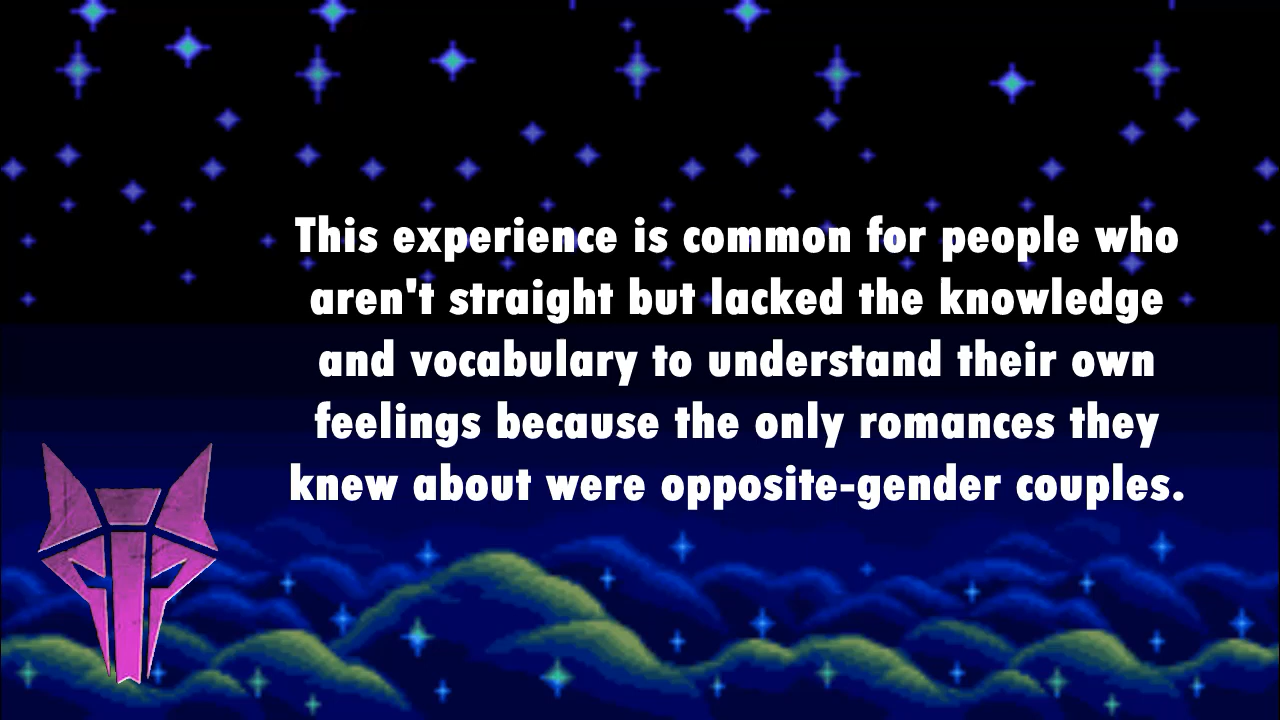 This experience is common for people who
aren't straight but lacked the knowledge
and vocabulary to understand their own
feelings because the only romances they
knew about were opposite-gender couples.